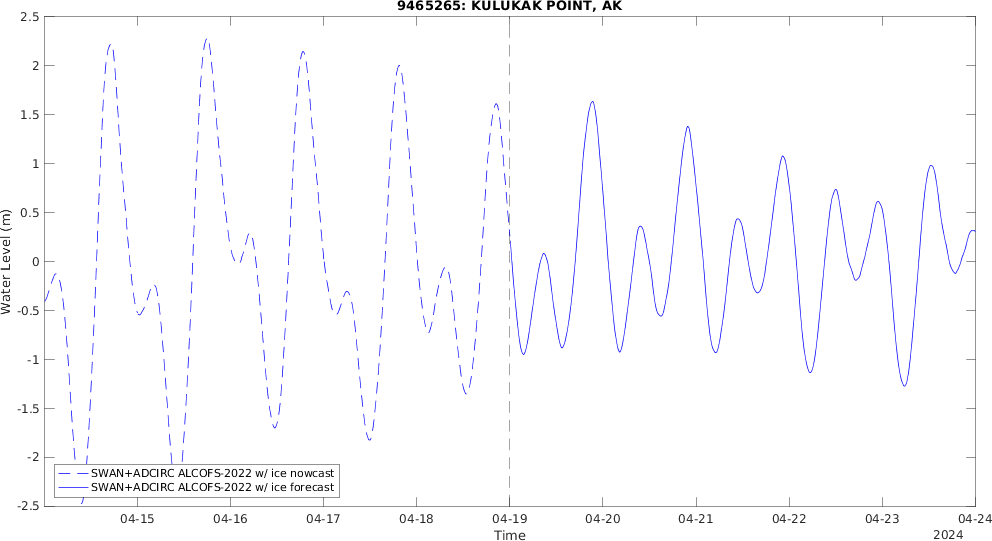 9465265: KULUKAK POINT, AK
2.5
2
1.5
1
0.5
0
-0.5
-1
-1.5
-2
-2.5
Water Level (m)
SWAN+ADCIRC ALCOFS-2022 w/ ice nowcast
SWAN+ADCIRC ALCOFS-2022 w/ ice forecast
04-15 04-16 04-17 04-18 04-19 04-20 04-21 04-22 04-23 04-24
Time
2024